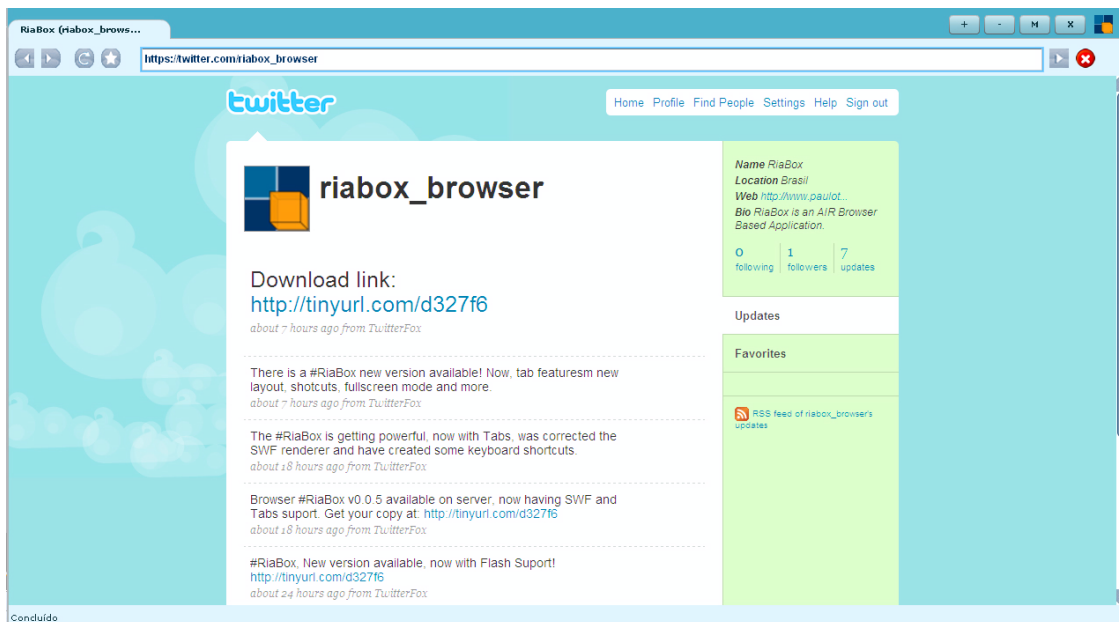 RiaBox (riabox_brows...
+ - M X
https://twitter.com/riabox_browser
twitter
Home Profile Find People Settings Help Sign out
riabox_browser
Download link:
http://tinyurl.com/d327f6
about 7 hours ago from TwitterFox
There is a #RiaBox new version available! Now, tab featuresm new
layout, shotcuts, fullscreen mode and more.
about 7 hours ago from TwitterFox
The #RiaBox is getting powerful, now with Tabs, was corrected the
SWF renderer and have created some keyboard shortcuts.
about 18 hours ago from TwitterFox
Browser #RiaBox v0.0.5 available on server, now having SWF and
Tabs suport. Get your copy at: http://tinyurl.com/d327f6
about 18 hours ago from TwitterFox
#RiaBox, New version available, now with Flash Suport!
http://tinyurl.com/d327f6
about 24 hours ago from TwitterFox
Name RiaBox
Location Brasil
Web http://www.paulot...
Bio RiaBox is an AIR Browser
Based Application.
0 1 7
following followers updates
Updates
Favorites
RSS feed of riabox_browser's
updates
Concluído